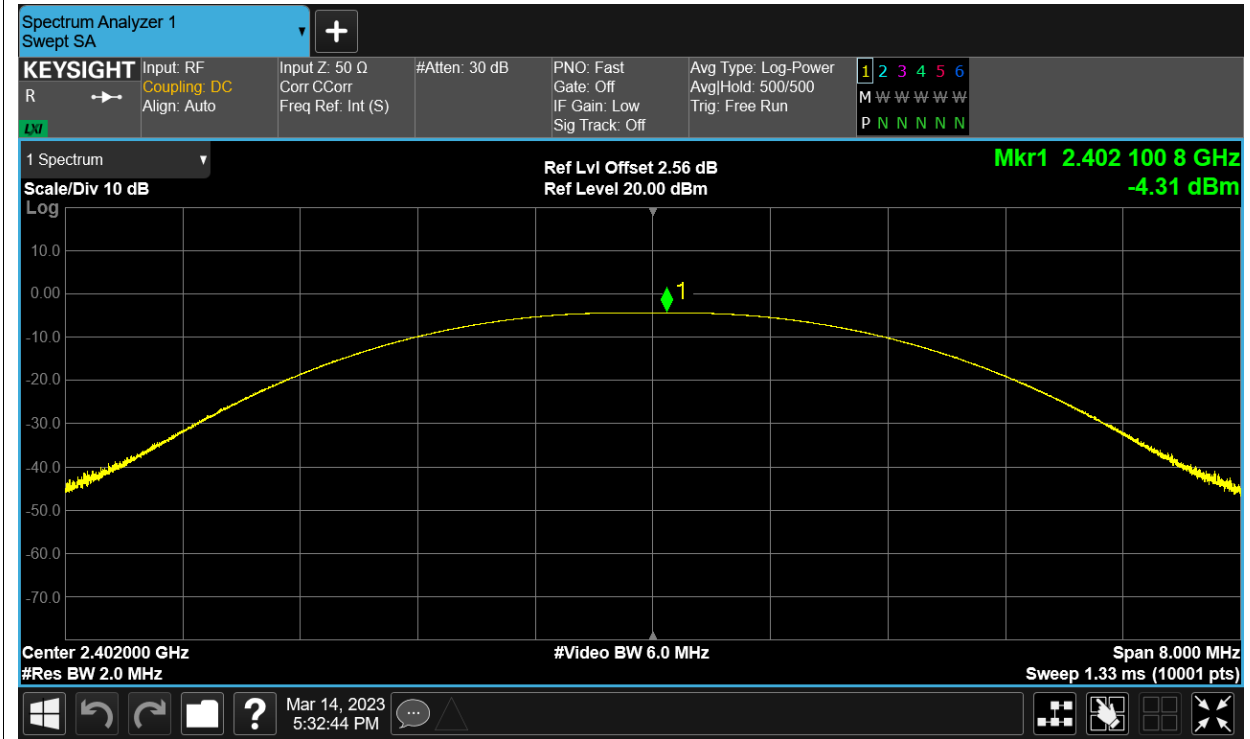 Spectrum Analyzer 1
Swept SA
KEYSIGHT
R
LXI
Input: RF
Coupling: DC
Align: Auto
Input Z: 50 Ω
Corr CCorr
Freq Ref: Int (S)
#Atten: 30 dB
PNO: Fast
Gate: Off
IF Gain: Low
Sig Track: Off
Avg Type: Log-Power
Avg|Hold: 500/500
Trig: Free Run
1 2 3 4 5 6
M W W W W W
P N N N N N
1 Spectrum
Scale/Div 10 dB
Log
Ref Lvl Offset 2.56 dB
Ref Level 20.00 dBm
Mkr1 2.402 100 8 GHz
-4.31 dBm
10.0
0.00
-10.0
-20.0
-30.0
-40.0
-50.0
-60.0
-70.0
1
Center 2.402000 GHz
#Res BW 2.0 MHz
#Video BW 6.0 MHz
Span 8.000 MHz
Sweep 1.33 ms (10001 pts)
?
Mar 14, 2023
5:32:44 PM